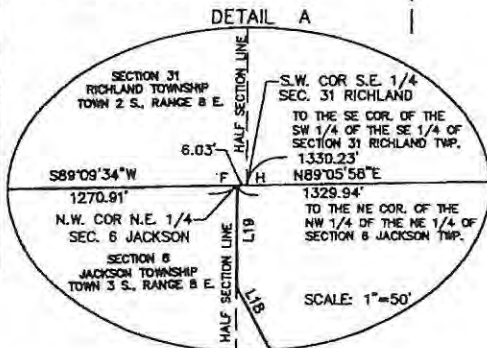 DETAIL A
SECTION 31
RICHLAND TOWNSHIP
TOWN 2 S., RANGE 8 E.
HALF SECTION LINE
S.W. COR S.E. 1/4
SEC. 31 RICHLAND
TO THE SE COR. OF THE
SW 1/4 OF THE SE 1/4 OF
SECTION 31 RICHLAND TWP.
6.03'
1330.23'
S89°09'34"W
F
H
N89°05'58"E
1270.91'
1329.94'
N.W. COR N.E. 1/4
SEC. 6 JACKSON
TO THE NE COR. OF THE
NW 1/4 OF THE NE 1/4 OF
SECTION 6 JACKSON TWP.
SECTION 6
JACKSON TOWNSHIP
TOWN 3 S., RANGE 8 E.
HALF SECTION LINE
L19
L18
SCALE: 1"=50'